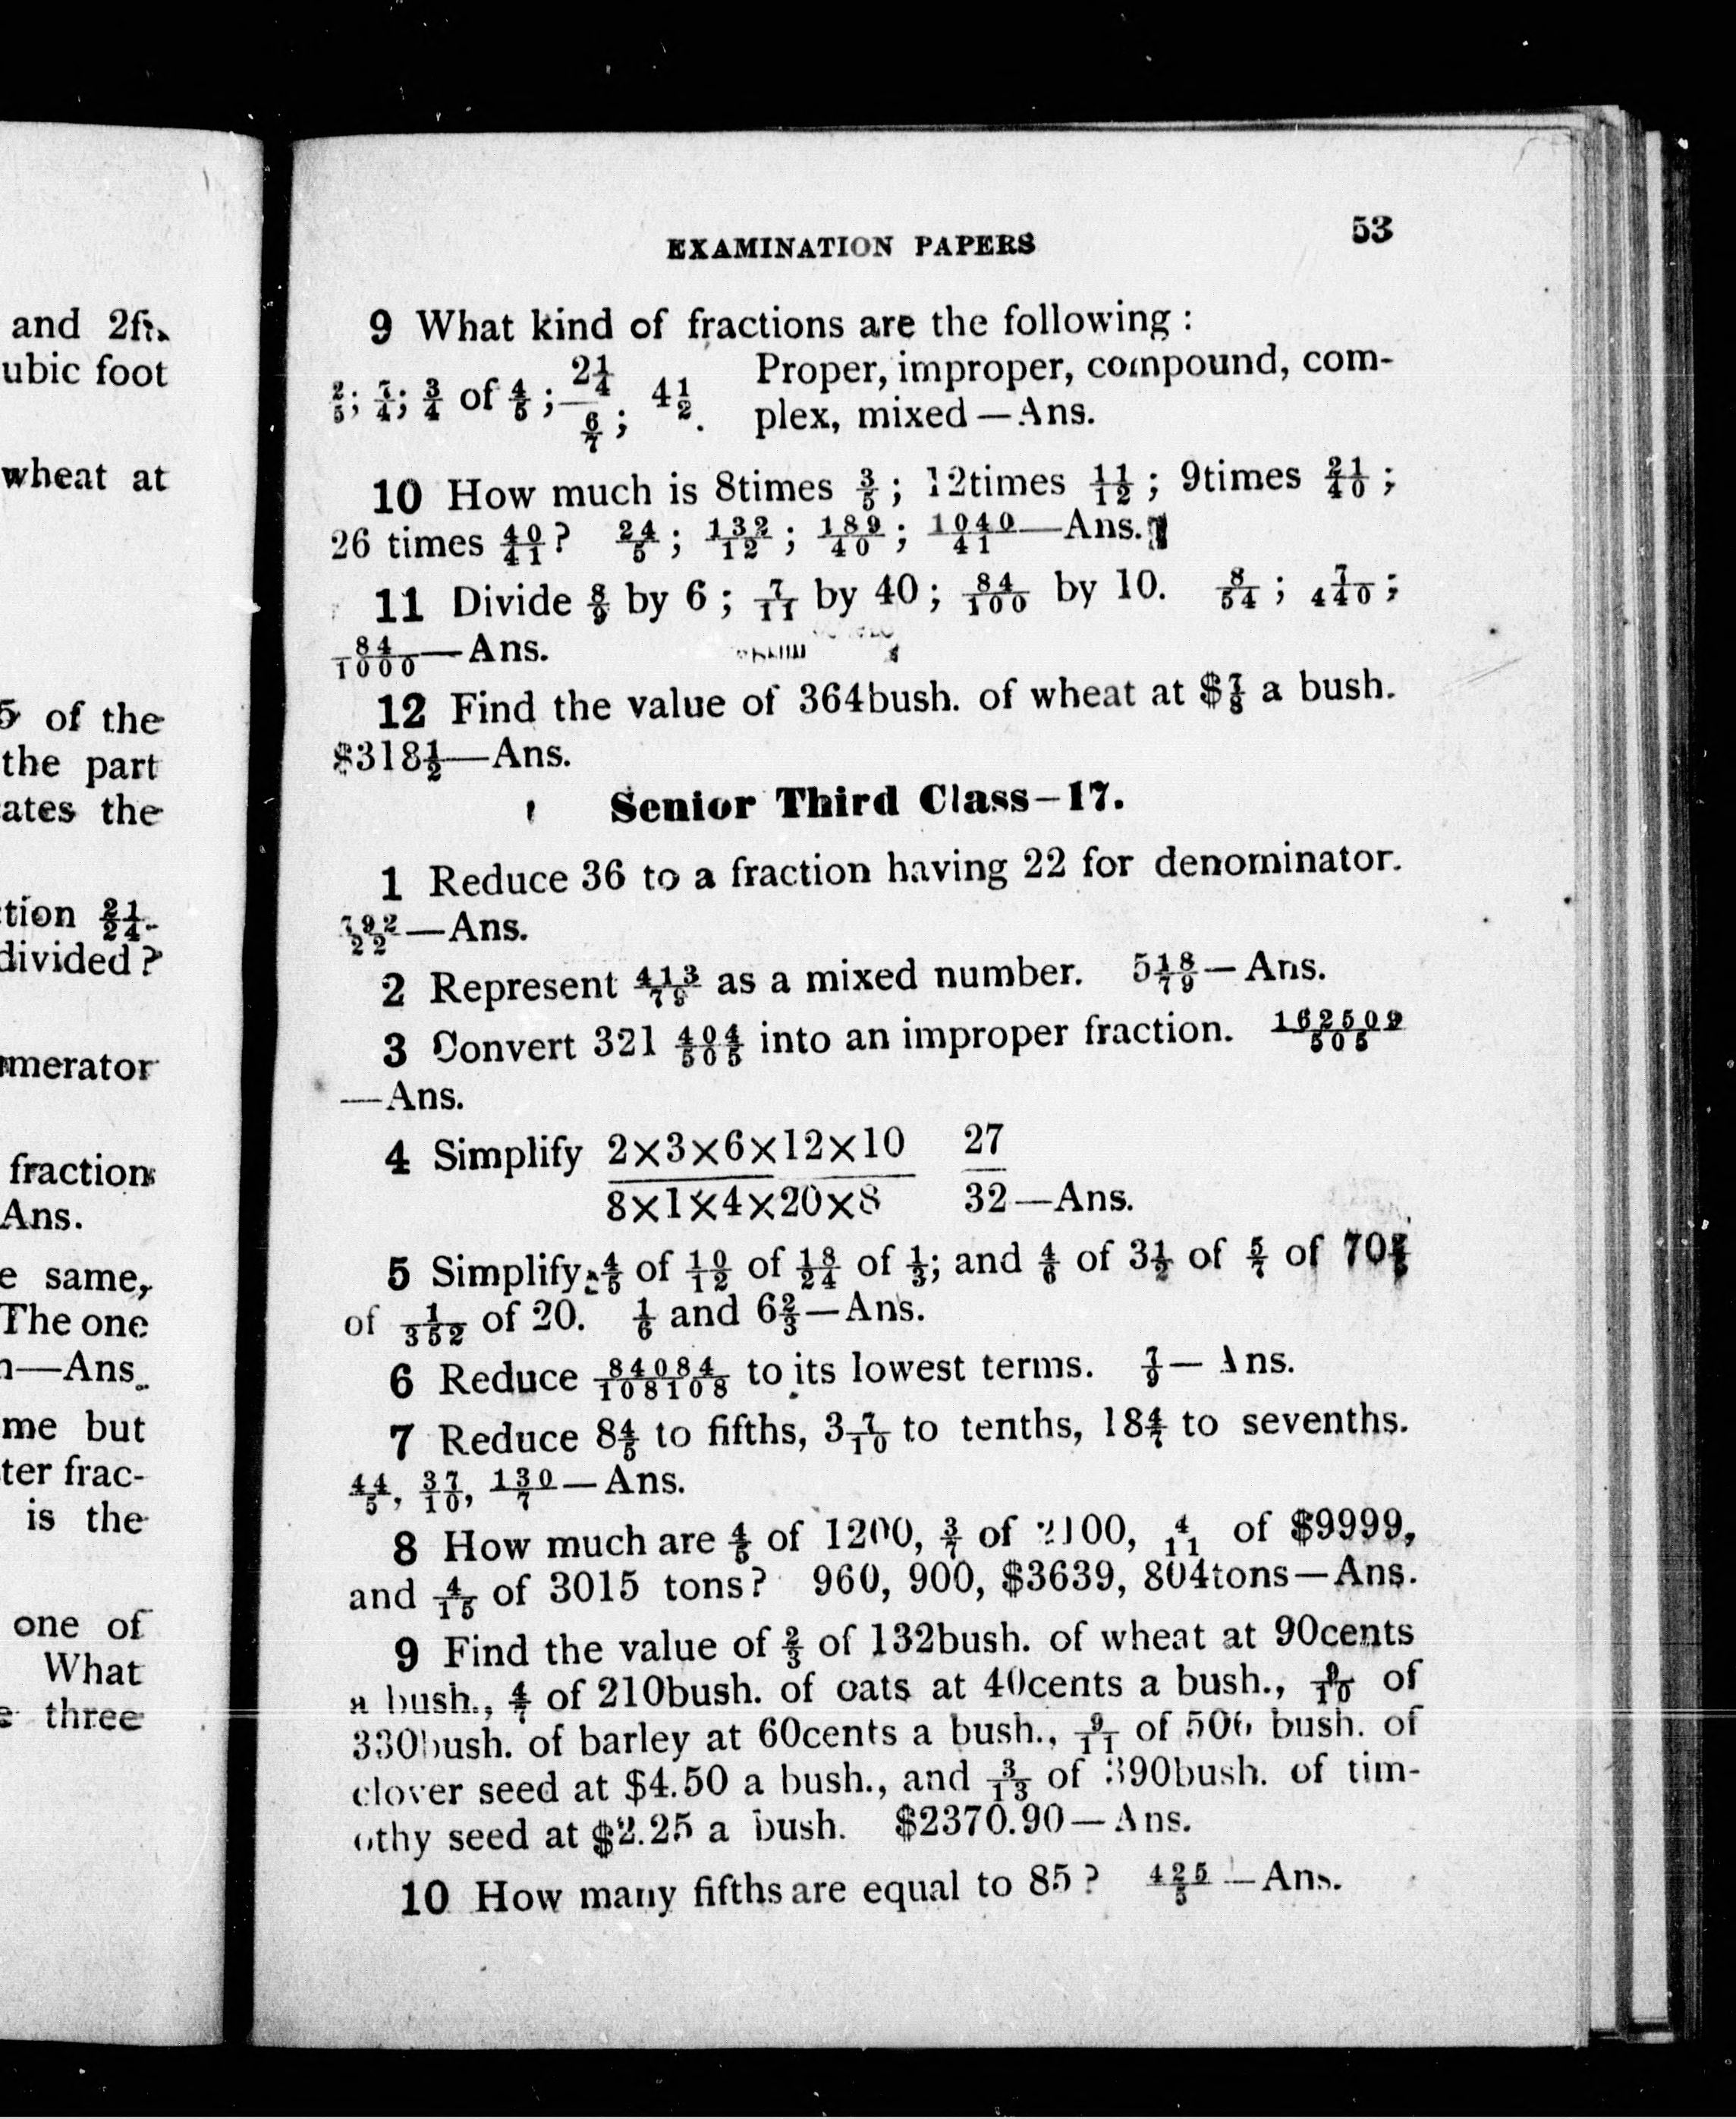 and 2ft.
ubic foot
wheat at
5 of the
the part
ates the
tion 21/24.
divided?
merator
fraction
Ans.
e same,
The one
n—Ans.
me but
ter frac-
is the
one of
What
three
EXAMINATION PAPERS 53
9 What kind of fractions are the following :
2/5; 7/4; 3/4 of 4/5; 2 1/4 / 6/7; 4 1/2. Proper, improper, compound, com-
plex, mixed—Ans.
10 How much is 8times 3/5; 12times 11/12; 9times 21/40;
26 times 40/41? 24/5; 132/12; 189/40; 1040/41—Ans.
11 Divide 8/9 by 6; 7/11 by 40; 84/100 by 10. 8/54; 7/440;
84/1000—Ans.
12 Find the value of 364bush. of wheat at $7/8 a bush.
$318 1/2—Ans.
Senior Third Class—17.
1 Reduce 36 to a fraction having 22 for denominator.
792/22—Ans.
2 Represent 413/79 as a mixed number. 5 18/79—Ans.
3 Convert 321 404/505 into an improper fraction. 162509/505
—Ans.
4 Simplify 2×3×6×12×10 27
8×1×4×20×8 32—Ans.
5 Simplify 4/5 of 10/12 of 18/24 of 1/3; and 4/6 of 3 1/2 of 5/7 of 70
of 1/352 of 20. 1/6 and 6 2/3—Ans.
6 Reduce 84084/108108 to its lowest terms. 7/9—Ans.
7 Reduce 8 4/5 to fifths, 3 7/10 to tenths, 18 4/7 to sevenths.
44/5, 37/10, 130/7—Ans.
8 How much are 4/5 of 1200, 3/7 of 2100, 4/11 of $9999,
and 4/15 of 3015 tons? 960, 900, $3639, 804tons—Ans.
9 Find the value of 2/3 of 132bush. of wheat at 90cents
a bush., 4/7 of 210bush. of oats at 40cents a bush., 9/10 of
330bush. of barley at 60cents a bush., 9/11 of 506 bush. of
clover seed at $4.50 a bush., and 3/13 of 390bush. of tim-
othy seed at $2.25 a bush. $2370.90—Ans.
10 How many fifths are equal to 85? 425/5—Ans.